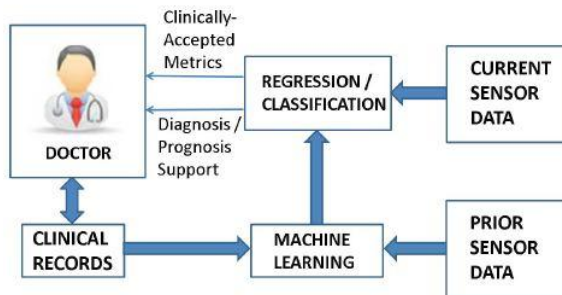 Clinically-
Accepted
Metrics
DOCTOR
REGRESSION /
CLASSIFICATION
CURRENT
SENSOR
DATA
Diagnosis /
Prognosis
Support
CLINICAL
RECORDS
MACHINE
LEARNING
PRIOR
SENSOR
DATA